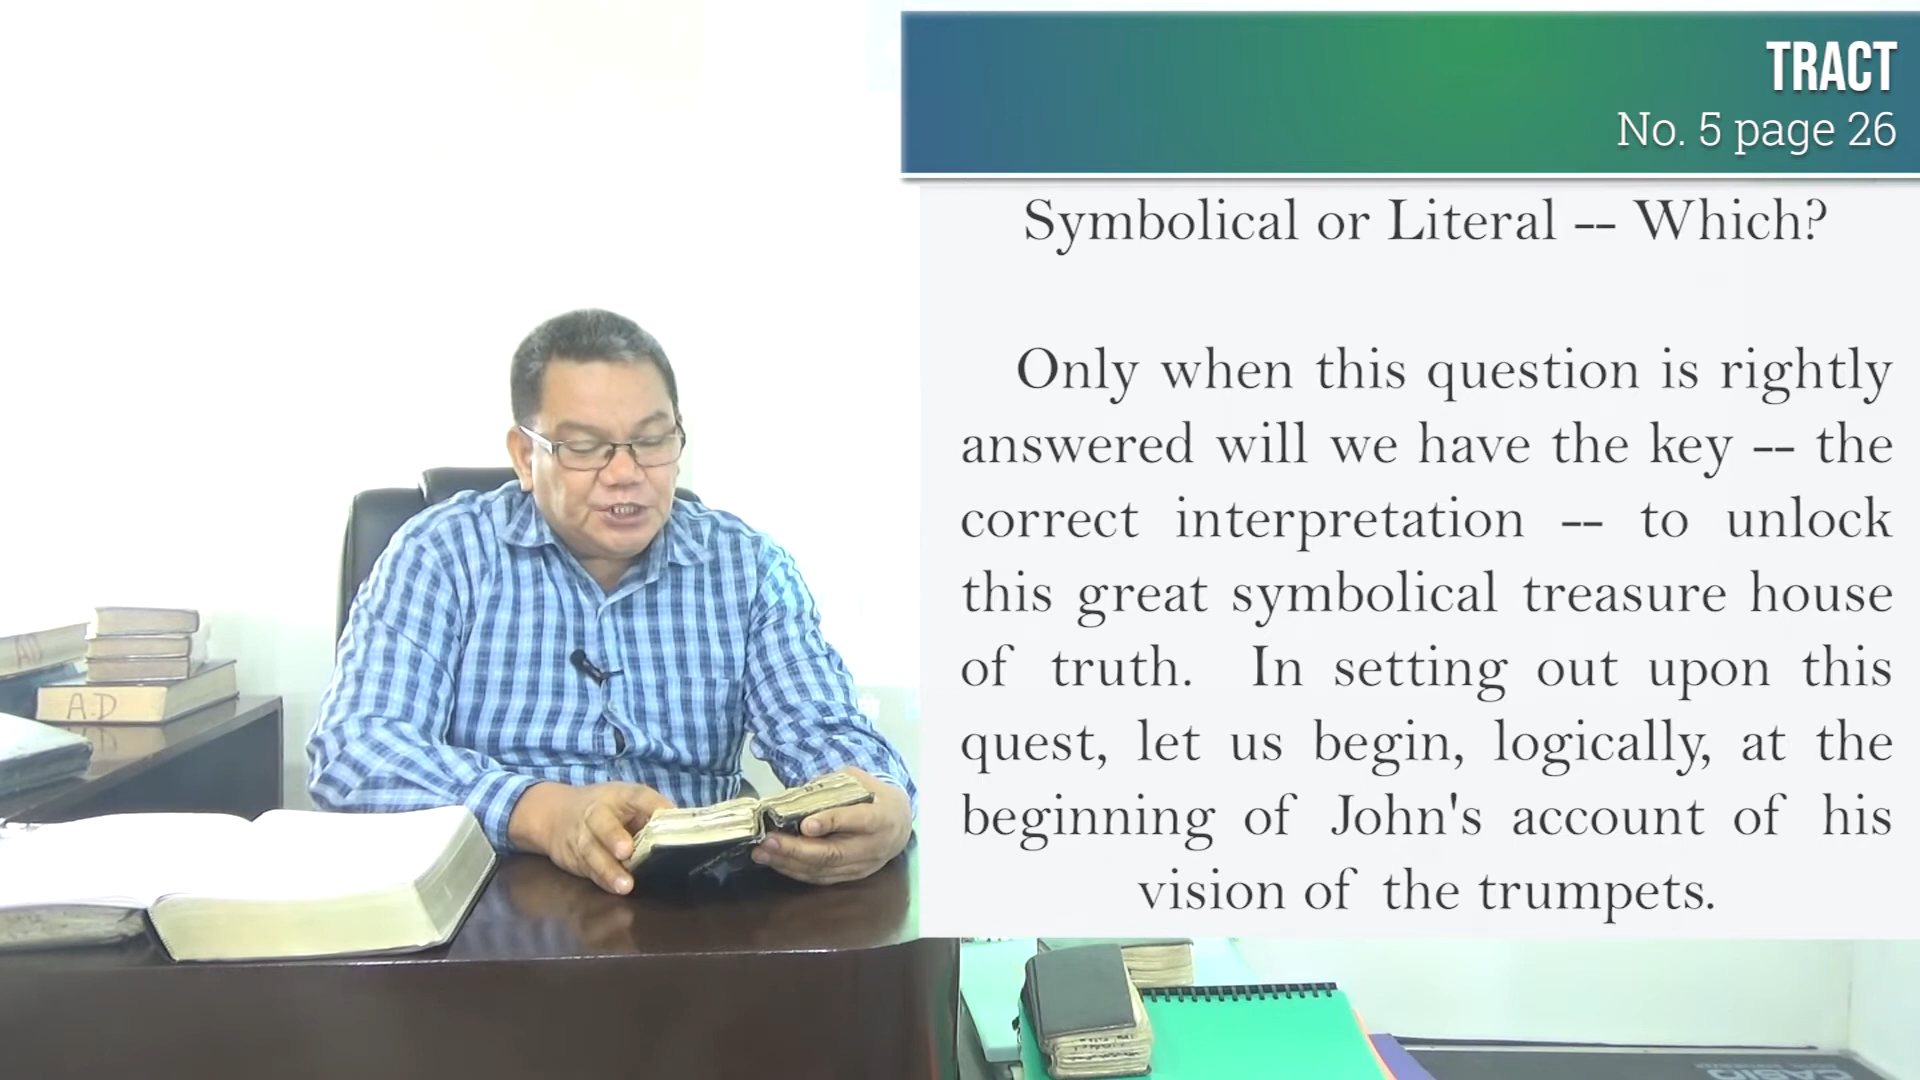 TRACT
No. 5 page 26
Symbolical or Literal -- Which?
Only when this question is rightly
answered will we have the key -- the
correct interpretation -- to unlock
this great symbolical treasure house
of truth. In setting out upon this
quest, let us begin, logically, at the
beginning of John's account of his
vision of the trumpets.
A.D
AD
CASIO